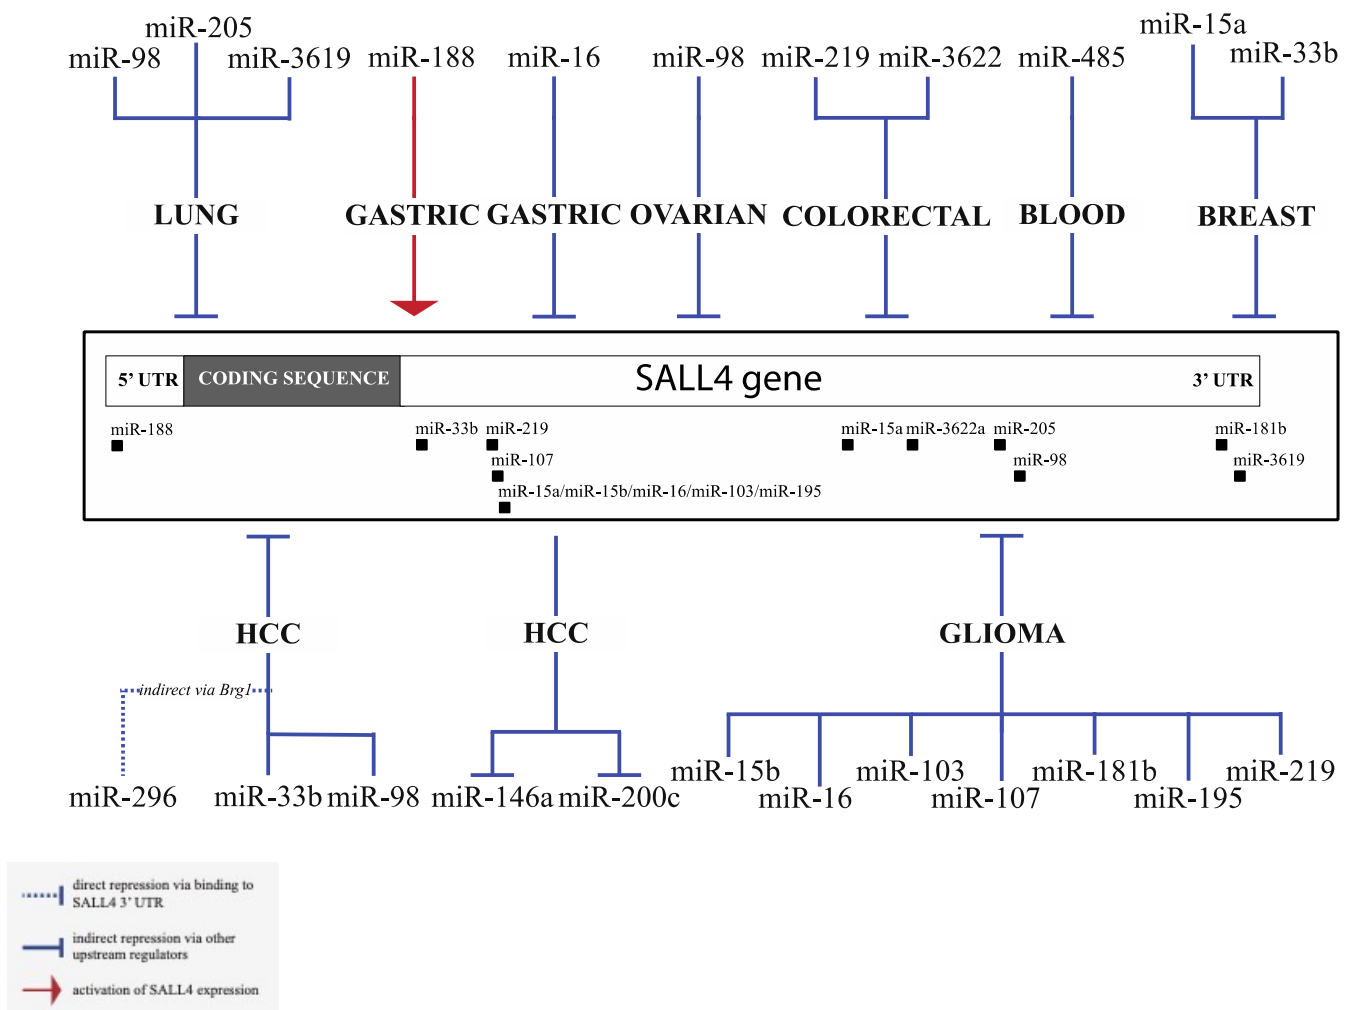 miR-205
miR-15a
miR-98
miR-3619
miR-188
miR-16
miR-98
miR-219
miR-3622
miR-485
miR-33b
LUNG
GASTRIC
GASTRIC
OVARIAN
COLORECTAL
BLOOD
BREAST
5’ UTR
CODING SEQUENCE
SALL4 gene
3’ UTR
miR-188
miR-33b
miR-219
miR-15a
miR-3622a
miR-205
miR-181b
miR-107
miR-98
miR-3619
miR-15a/miR-15b/miR-16/miR-103/miR-195
HCC
HCC
GLIOMA
indirect via Brg1
miR-296
miR-33b
miR-98
miR-146a
miR-200c
miR-15b
miR-16
miR-103
miR-107
miR-181b
miR-195
miR-219
direct repression via binding to
SALL4 3’ UTR
indirect repression via other
upstream regulators
activation of SALL4 expression